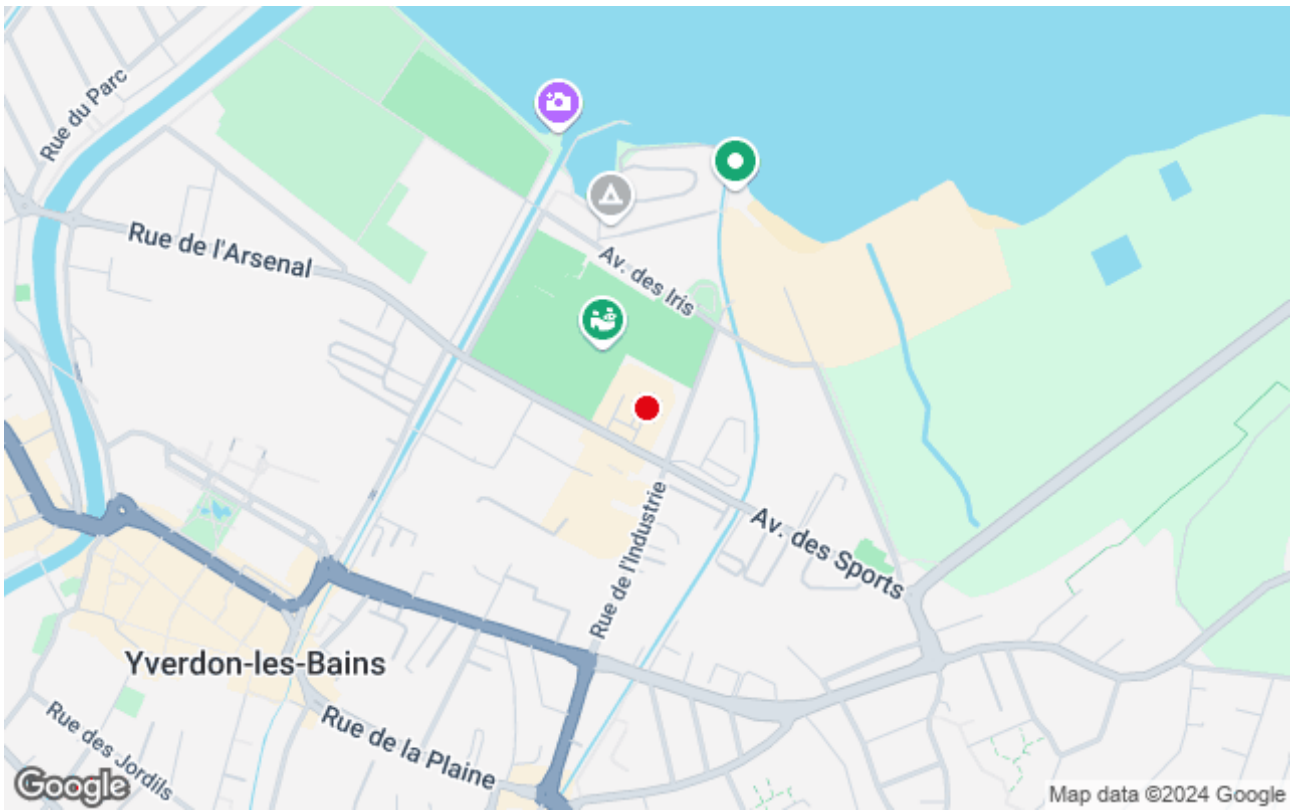 Rue du Parc
Rue de l'Arsenal
Av. des Iris
Rue de l'Industrie
Av. des Sports
Yverdon-les-Bains
Rue de la Plaine
Rue des Jordils
Google
Map data ©2024 Google